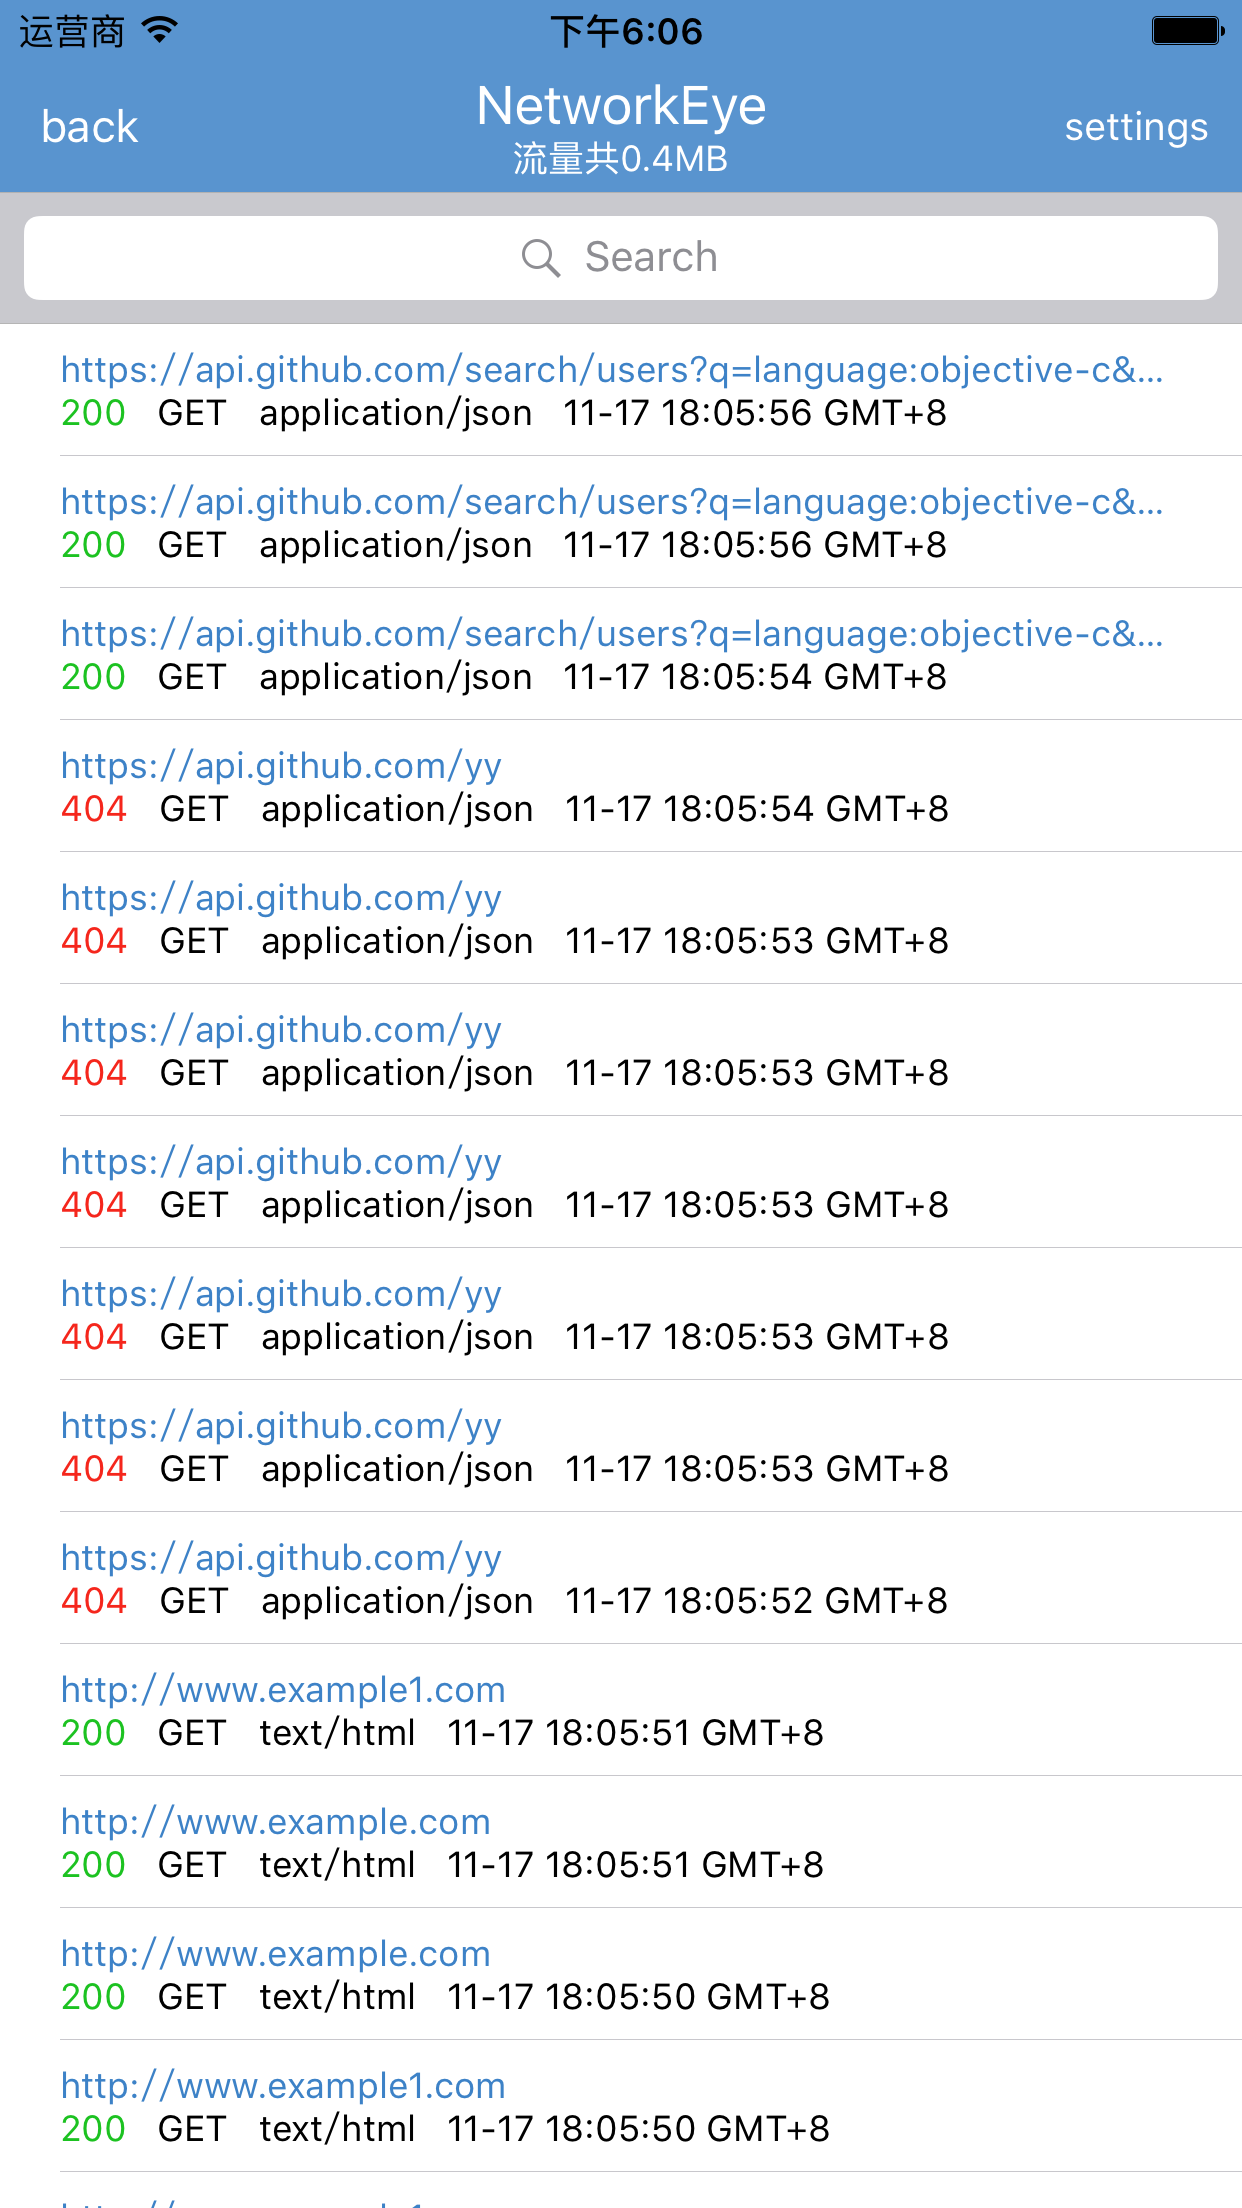 运营商 下午6:06
back NetworkEye settings
流量共0.4MB
Search
https://api.github.com/search/users?q=language:objective-c&...
200 GET application/json 11-17 18:05:56 GMT+8
https://api.github.com/search/users?q=language:objective-c&...
200 GET application/json 11-17 18:05:56 GMT+8
https://api.github.com/search/users?q=language:objective-c&...
200 GET application/json 11-17 18:05:54 GMT+8
https://api.github.com/yy
404 GET application/json 11-17 18:05:54 GMT+8
https://api.github.com/yy
404 GET application/json 11-17 18:05:53 GMT+8
https://api.github.com/yy
404 GET application/json 11-17 18:05:53 GMT+8
https://api.github.com/yy
404 GET application/json 11-17 18:05:53 GMT+8
https://api.github.com/yy
404 GET application/json 11-17 18:05:53 GMT+8
https://api.github.com/yy
404 GET application/json 11-17 18:05:53 GMT+8
https://api.github.com/yy
404 GET application/json 11-17 18:05:52 GMT+8
http://www.example1.com
200 GET text/html 11-17 18:05:51 GMT+8
http://www.example.com
200 GET text/html 11-17 18:05:51 GMT+8
http://www.example.com
200 GET text/html 11-17 18:05:50 GMT+8
http://www.example1.com
200 GET text/html 11-17 18:05:50 GMT+8